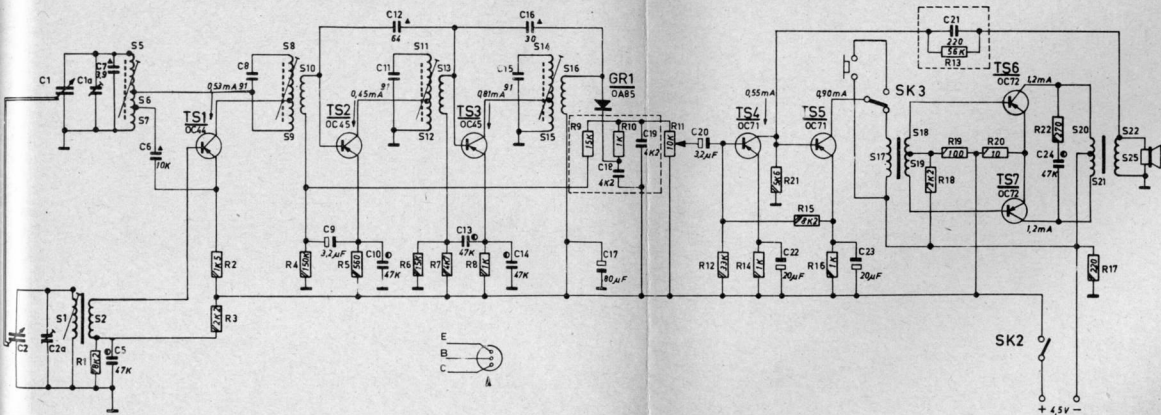 C12
64
C16
30
C21
220
56K
R13
C1
C1a
C7
3,9
S5
S6
S7
0,53mA
TS1
OC44
C6
10K
C8
91
S8
S9
S10
TS2
OC45
0,45mA
C11
91
S11
S12
S13
TS3
OC45
0,81mA
C15
91
S14
S15
S16
GR1
OA85
R9
15K
R10
1K
C18
4K2
C19
4K2
R11
10K
C20
3,2µF
TS4
OC71
0,55mA
TS5
OC71
0,90mA
R21
5K6
SK3
S17
S18
S19
R19
100
R20
10
R18
2K2
TS6
OC72
1,2mA
R22
270
C24
47K
S20
S21
S22
S25
TS7
OC72
1,2mA
R2
1K5
R3
2K2
C9
3,2µF
R4
150K
R5
560
C10
47K
R6
15K
R7
C13
47K
R8
1K
C14
47K
C17
80µF
R12
33K
R14
1K
C22
20µF
R15
8K2
R16
1K
C23
20µF
R17
220
C2
C2a
S1
S2
R1
8K2
C5
47K
E
B
C
SK2
+ 4,5V −